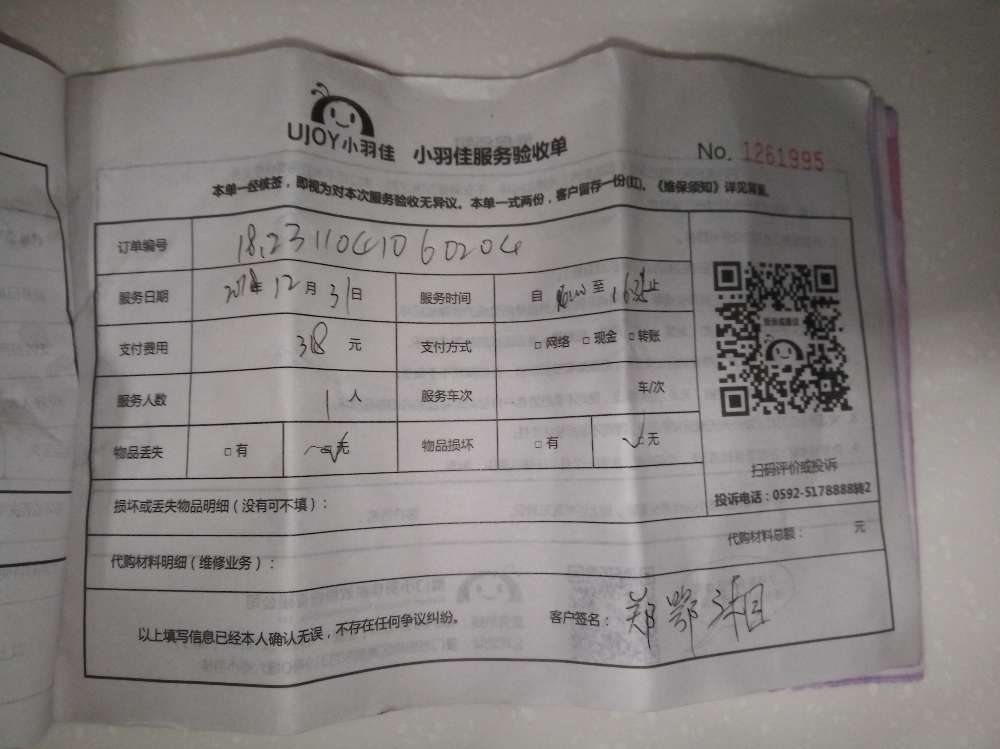 UJOY小羽佳 小羽佳服务验收单 No. 1261995
本单一经核签，即视为对本次服务验收无异议。本单一式两份，客户留存一份(红)。《维保须知》详见背面。
订单编号 18,231104106 0204
服务日期 2018年 12月 31日 服务时间 自 至 止
支付费用 318 元 支付方式 □网络 □现金 □转账
服务人数 1 人 服务车次 车/次
物品丢失 □有 □无 物品损坏 □有 □无
扫码评价或投诉
投诉电话：0592-5178888转2
损坏或丢失物品明细（没有可不填）：
代购材料明细（维修业务）： 代购材料总额： 元
以上填写信息已经本人确认无误，不存在任何争议纠纷。 客户签名：郑鄂湘